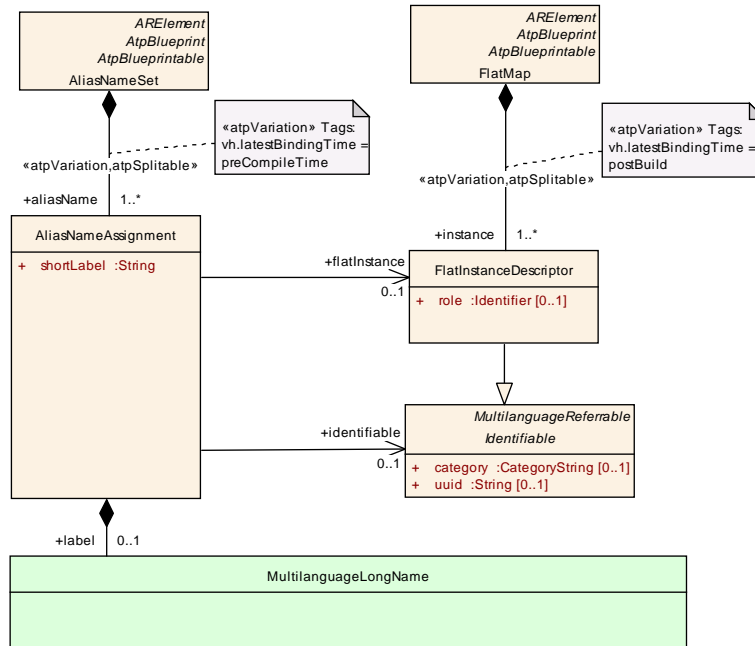 ARElement
AtpBlueprint
AtpBlueprintable
AliasNameSet
ARElement
AtpBlueprint
AtpBlueprintable
FlatMap
«atpVariation» Tags:
vh.latestBindingTime =
preCompileTime
«atpVariation» Tags:
vh.latestBindingTime =
postBuild
«atpVariation,atpSplitable»
«atpVariation,atpSplitable»
+aliasName 1..*
+instance 1..*
AliasNameAssignment
+ shortLabel :String
+flatInstance
0..1
FlatInstanceDescriptor
+ role :Identifier [0..1]
+identifiable
0..1
MultilanguageReferrable
Identifiable
+ category :CategoryString [0..1]
+ uuid :String [0..1]
+label 0..1
MultilanguageLongName